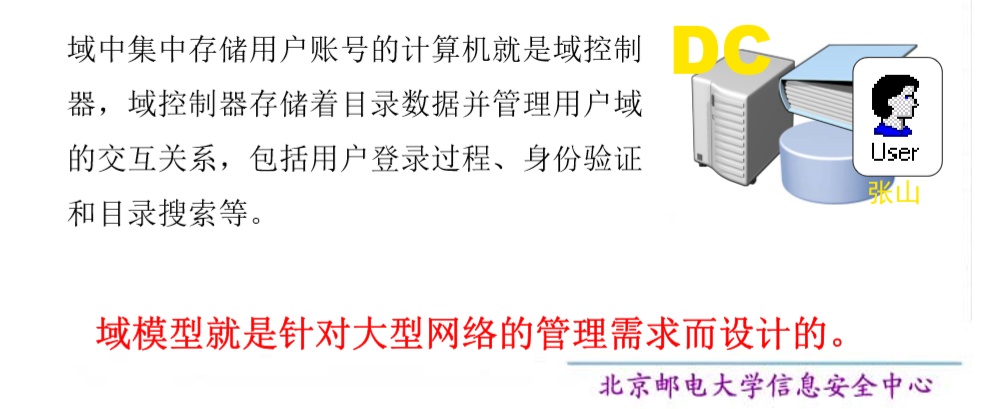 域中集中存储用户账号的计算机就是域控制
器，域控制器存储着目录数据并管理用户域
的交互关系，包括用户登录过程、身份验证
和目录搜索等。
DC
User
张山
域模型就是针对大型网络的管理需求而设计的。
北京邮电大学信息安全中心